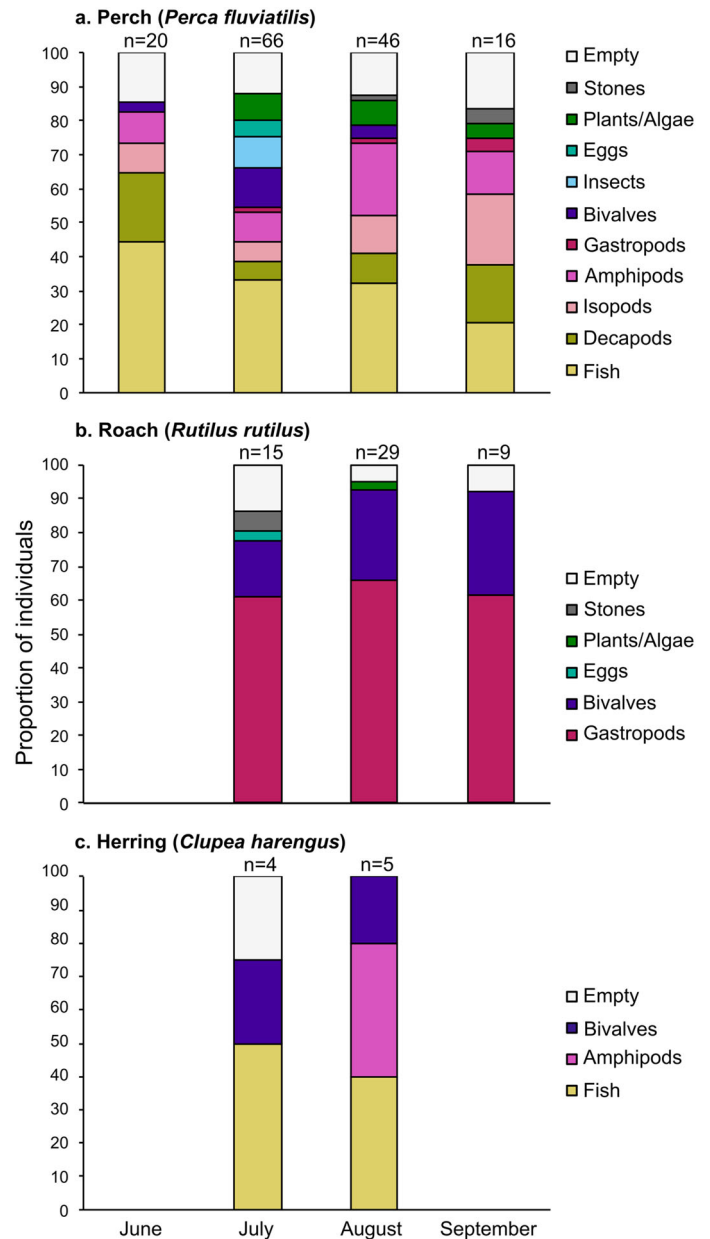 a. Perch (Perca fluviatilis)
n=20 n=66 n=46 n=16
100
90
80
70
60
50
40
30
20
10
0
Empty
Stones
Plants/Algae
Eggs
Insects
Bivalves
Gastropods
Amphipods
Isopods
Decapods
Fish
b. Roach (Rutilus rutilus)
n=15 n=29 n=9
100
90
80
70
60
50
40
30
20
10
0
Proportion of individuals
Empty
Stones
Plants/Algae
Eggs
Bivalves
Gastropods
c. Herring (Clupea harengus)
n=4 n=5
100
90
80
70
60
50
40
30
20
10
0
Empty
Bivalves
Amphipods
Fish
June July August September